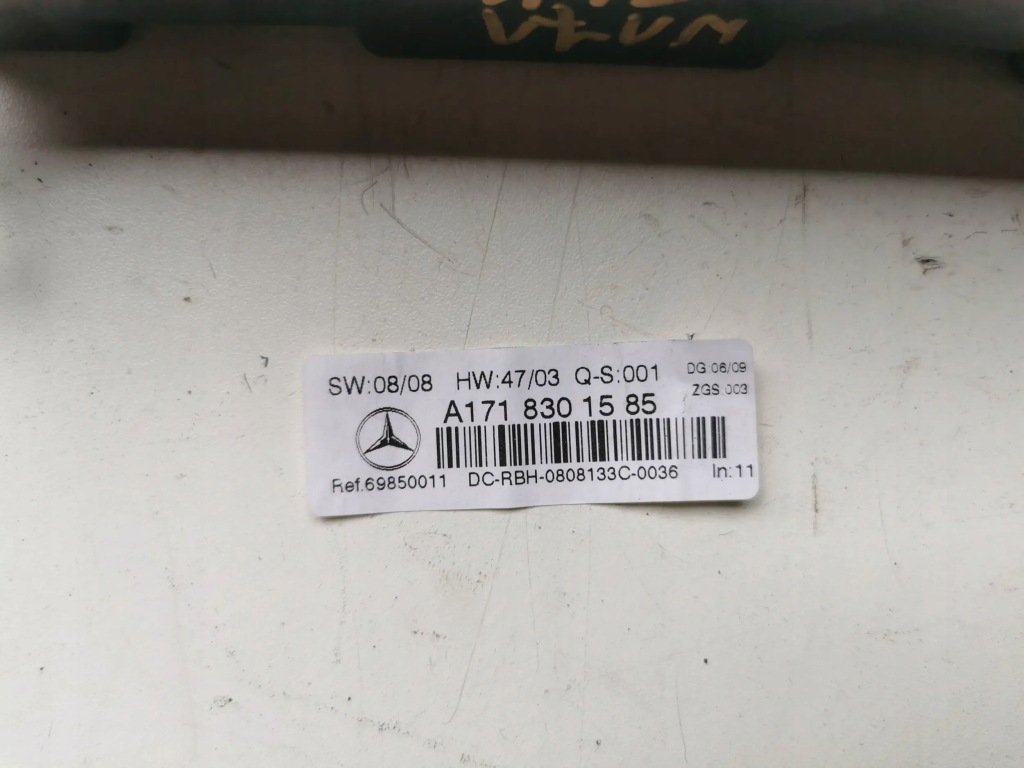 SW:08/08 HW:47/03 Q-S:001 DG:06/09
ZGS:003
A171 830 15 85
Ref.69850011 DC-RBH-0808133C-0036 In:11